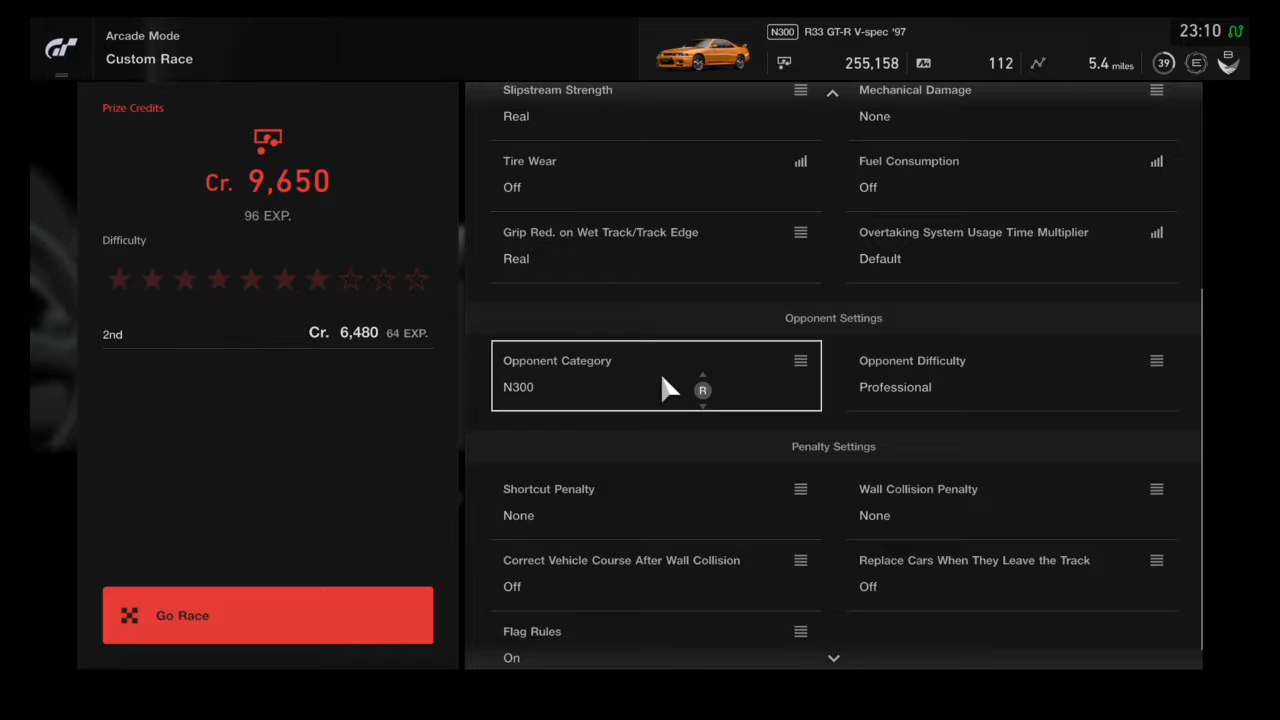 Arcade Mode
Custom Race
N300 R33 GT-R V-spec '97
23:10
255,158 112 5.4 miles 39 E B
Prize Credits
Cr. 9,650
96 EXP.
Difficulty
2nd Cr. 6,480 64 EXP.
Go Race
Slipstream Strength
Real
Mechanical Damage
None
Tire Wear
Off
Fuel Consumption
Off
Grip Red. on Wet Track/Track Edge
Real
Overtaking System Usage Time Multiplier
Default
Opponent Settings
Opponent Category
N300
R
Opponent Difficulty
Professional
Penalty Settings
Shortcut Penalty
None
Wall Collision Penalty
None
Correct Vehicle Course After Wall Collision
Off
Replace Cars When They Leave the Track
Off
Flag Rules
On